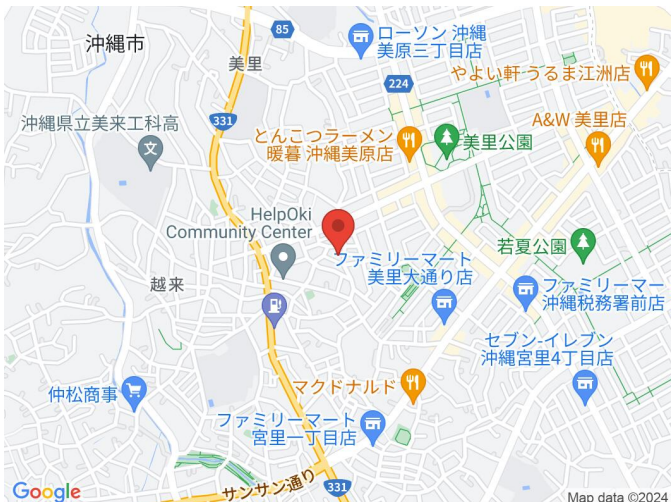 沖縄市
85
ローソン 沖縄
美原三丁目店
美里
やよい軒 うるま江洲店
224
沖縄県立美来工科高
文
331
A&W 美里店
とんこつラーメン
暖暮 沖縄美原店
美里公園
HelpOki
Community Center
若夏公園
ファミリーマート
美里大通り店
越来
ファミリーマー
沖縄税務署前店
セブン-イレブン
沖縄宮里4丁目店
仲松商事
マクドナルド
ファミリーマート
宮里一丁目店
サンサン通り
331
Google
Map data ©2024